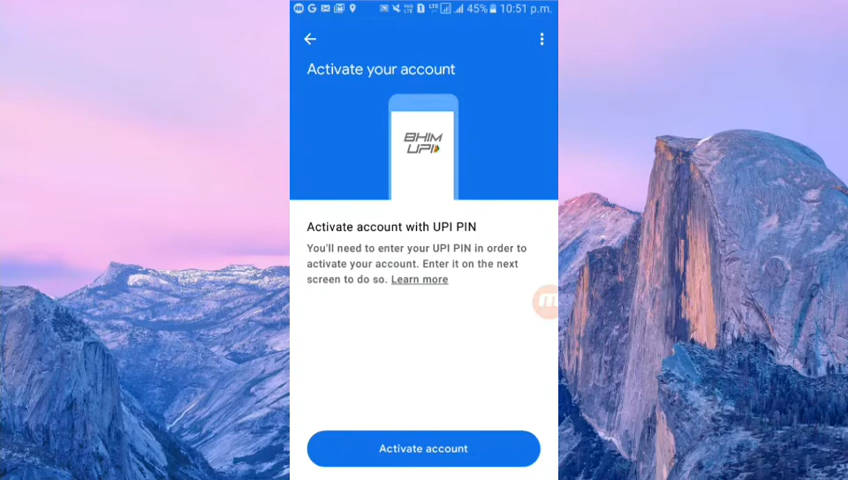 45% 10:51 p.m.
Activate your account
BHIM
UPI
Activate account with UPI PIN
You'll need to enter your UPI PIN in order to
activate your account. Enter it on the next
screen to do so. Learn more
Activate account